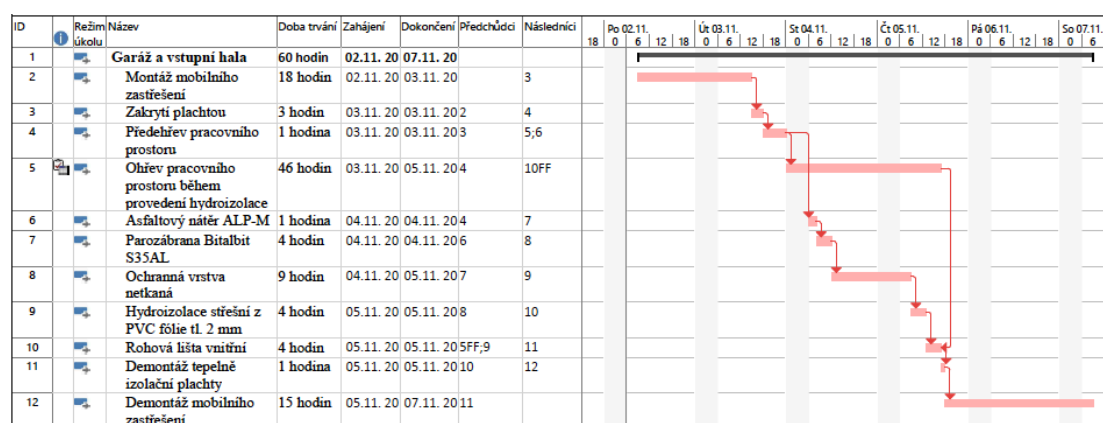 ID Režim úkolu Název Doba trvání Zahájení Dokončení Předchůdci Následníci
Po 02.11. Út 03.11. St 04.11. Čt 05.11. Pá 06.11. So 07.11.
18 0 6 12 18 0 6 12 18 0 6 12 18 0 6 12 18 0 6 12 18 0 6
1 Garáž a vstupní hala 60 hodin 02.11. 20 07.11. 20
2 Montáž mobilního zastřešení 18 hodin 02.11. 20 03.11. 20 3
3 Zakrytí plachtou 3 hodin 03.11. 20 03.11. 20 2 4
4 Předehřev pracovního prostoru 1 hodina 03.11. 20 03.11. 20 3 5;6
5 Ohřev pracovního prostoru během provedení hydroizolace 46 hodin 03.11. 20 05.11. 20 4 10FF
6 Asfaltový nátěr ALP-M 1 hodina 04.11. 20 04.11. 20 4 7
7 Parozábrana Bitalbit S35AL 4 hodin 04.11. 20 04.11. 20 6 8
8 Ochranná vrstva netkaná 9 hodin 04.11. 20 05.11. 20 7 9
9 Hydroizolace střešní z PVC fólie tl. 2 mm 4 hodin 05.11. 20 05.11. 20 8 10
10 Rohová lišta vnitřní 4 hodin 05.11. 20 05.11. 20 5FF;9 11
11 Demontáž tepelně izolační plachty 1 hodina 05.11. 20 05.11. 20 10 12
12 Demontáž mobilního zastřešení 15 hodin 05.11. 20 07.11. 20 11